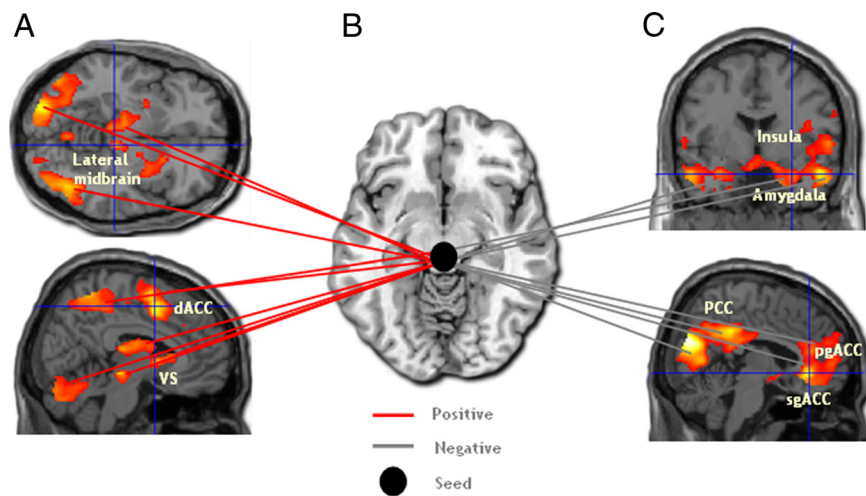 A
B
C
Lateral
midbrain
Insula
Amygdala
dACC
VS
PCC
pgACC
sgACC
Positive
Negative
Seed